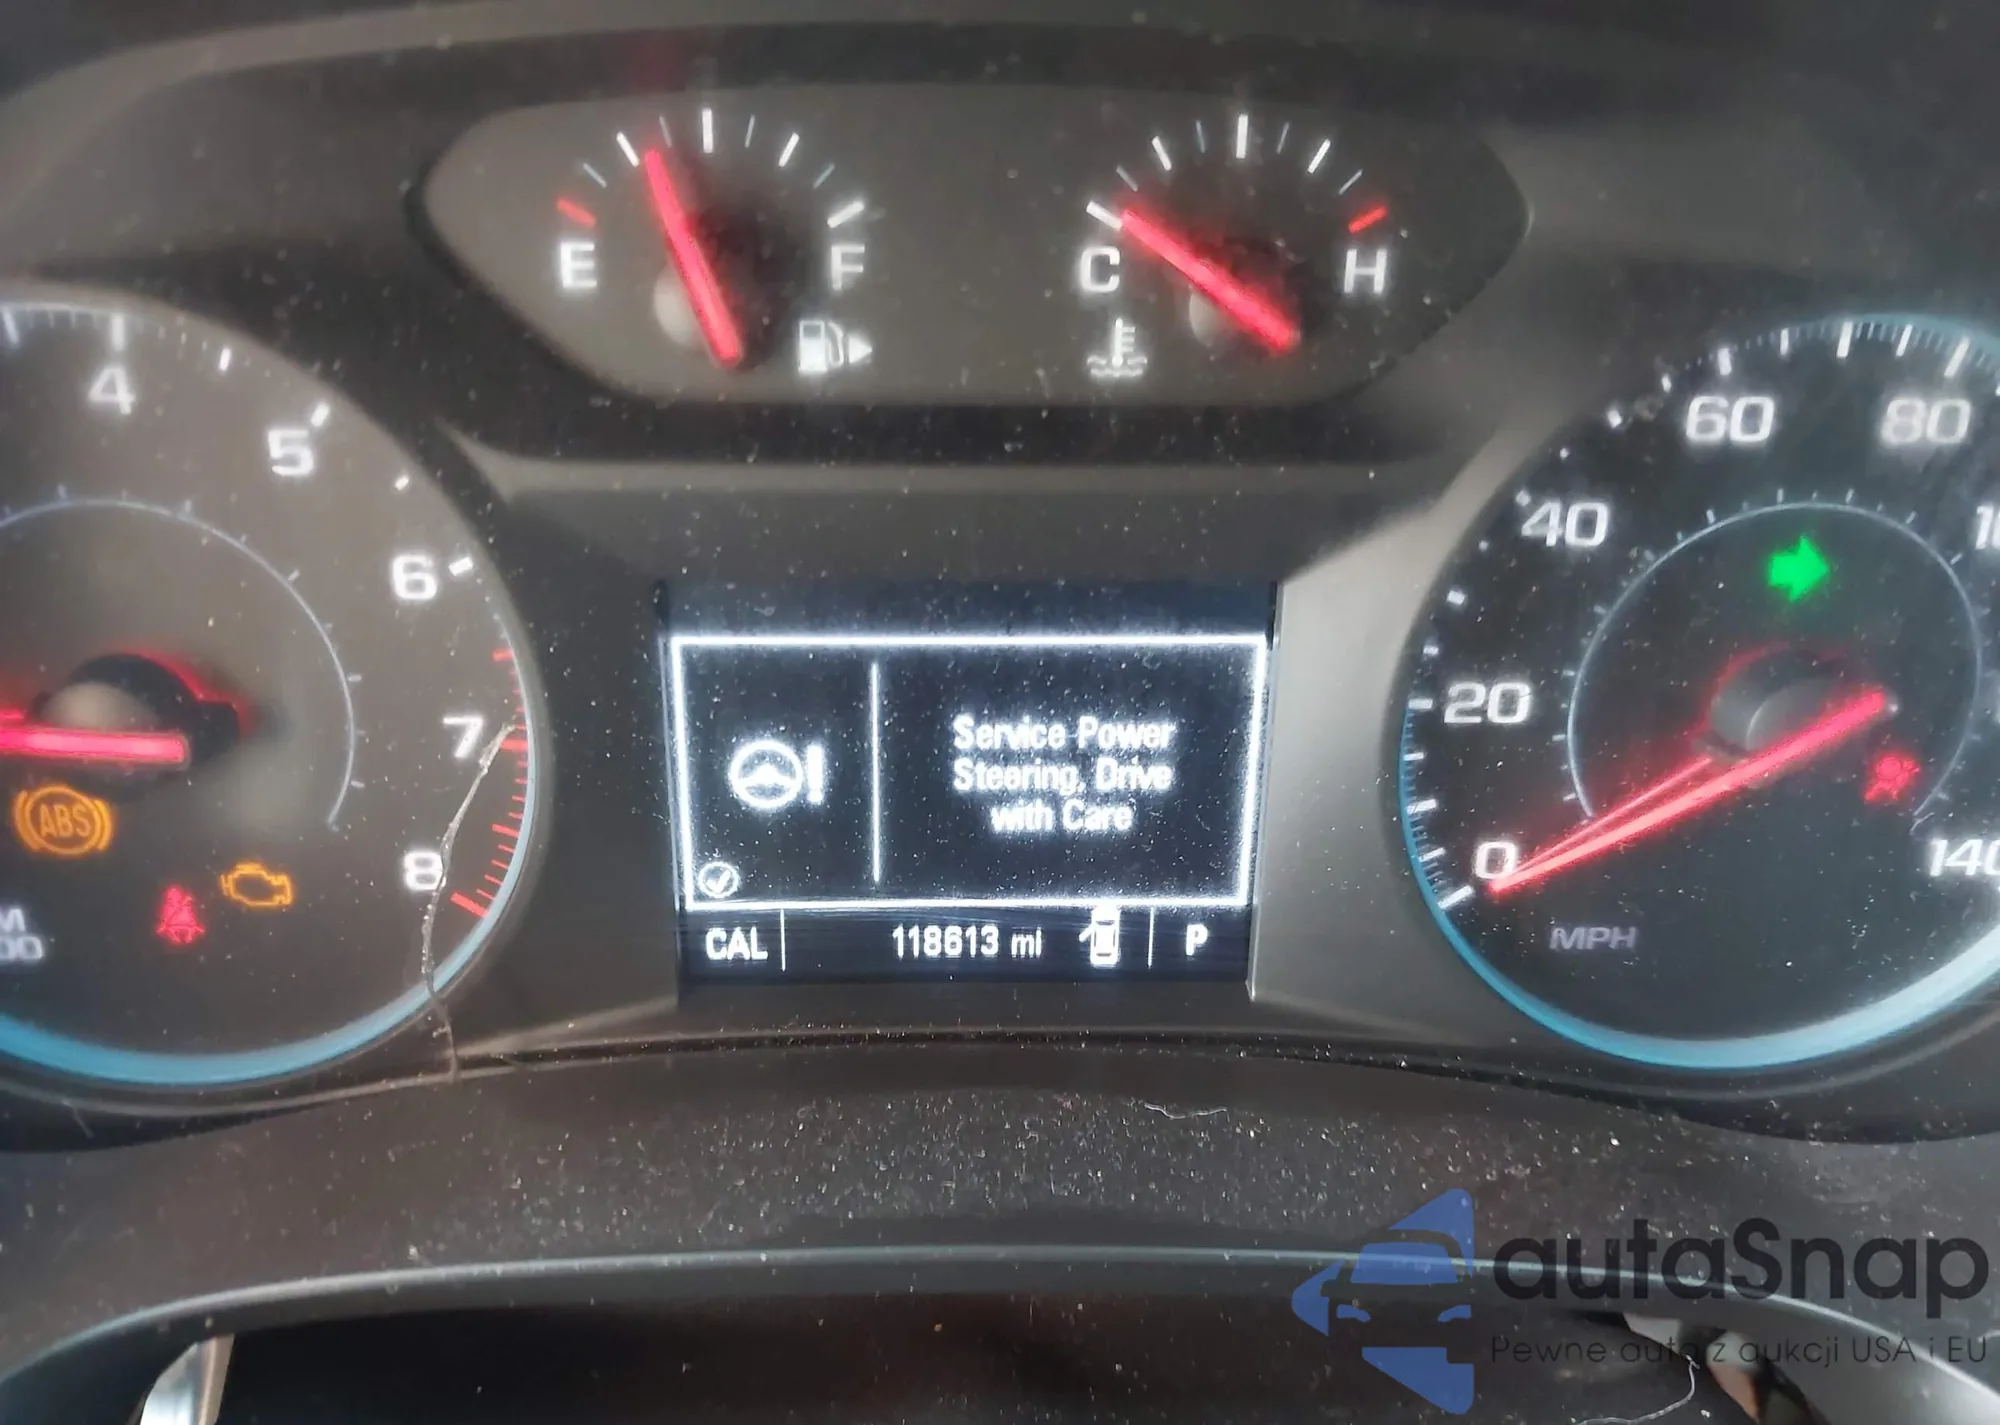 E
F
C
H
4
5
6
7
8
60
80
40
20
0
140
MPH
ABS
Service Power
Steering, Drive
with Care
CAL
118613 mi
P
autaSnap
Pewne auta z aukcji USA i EU